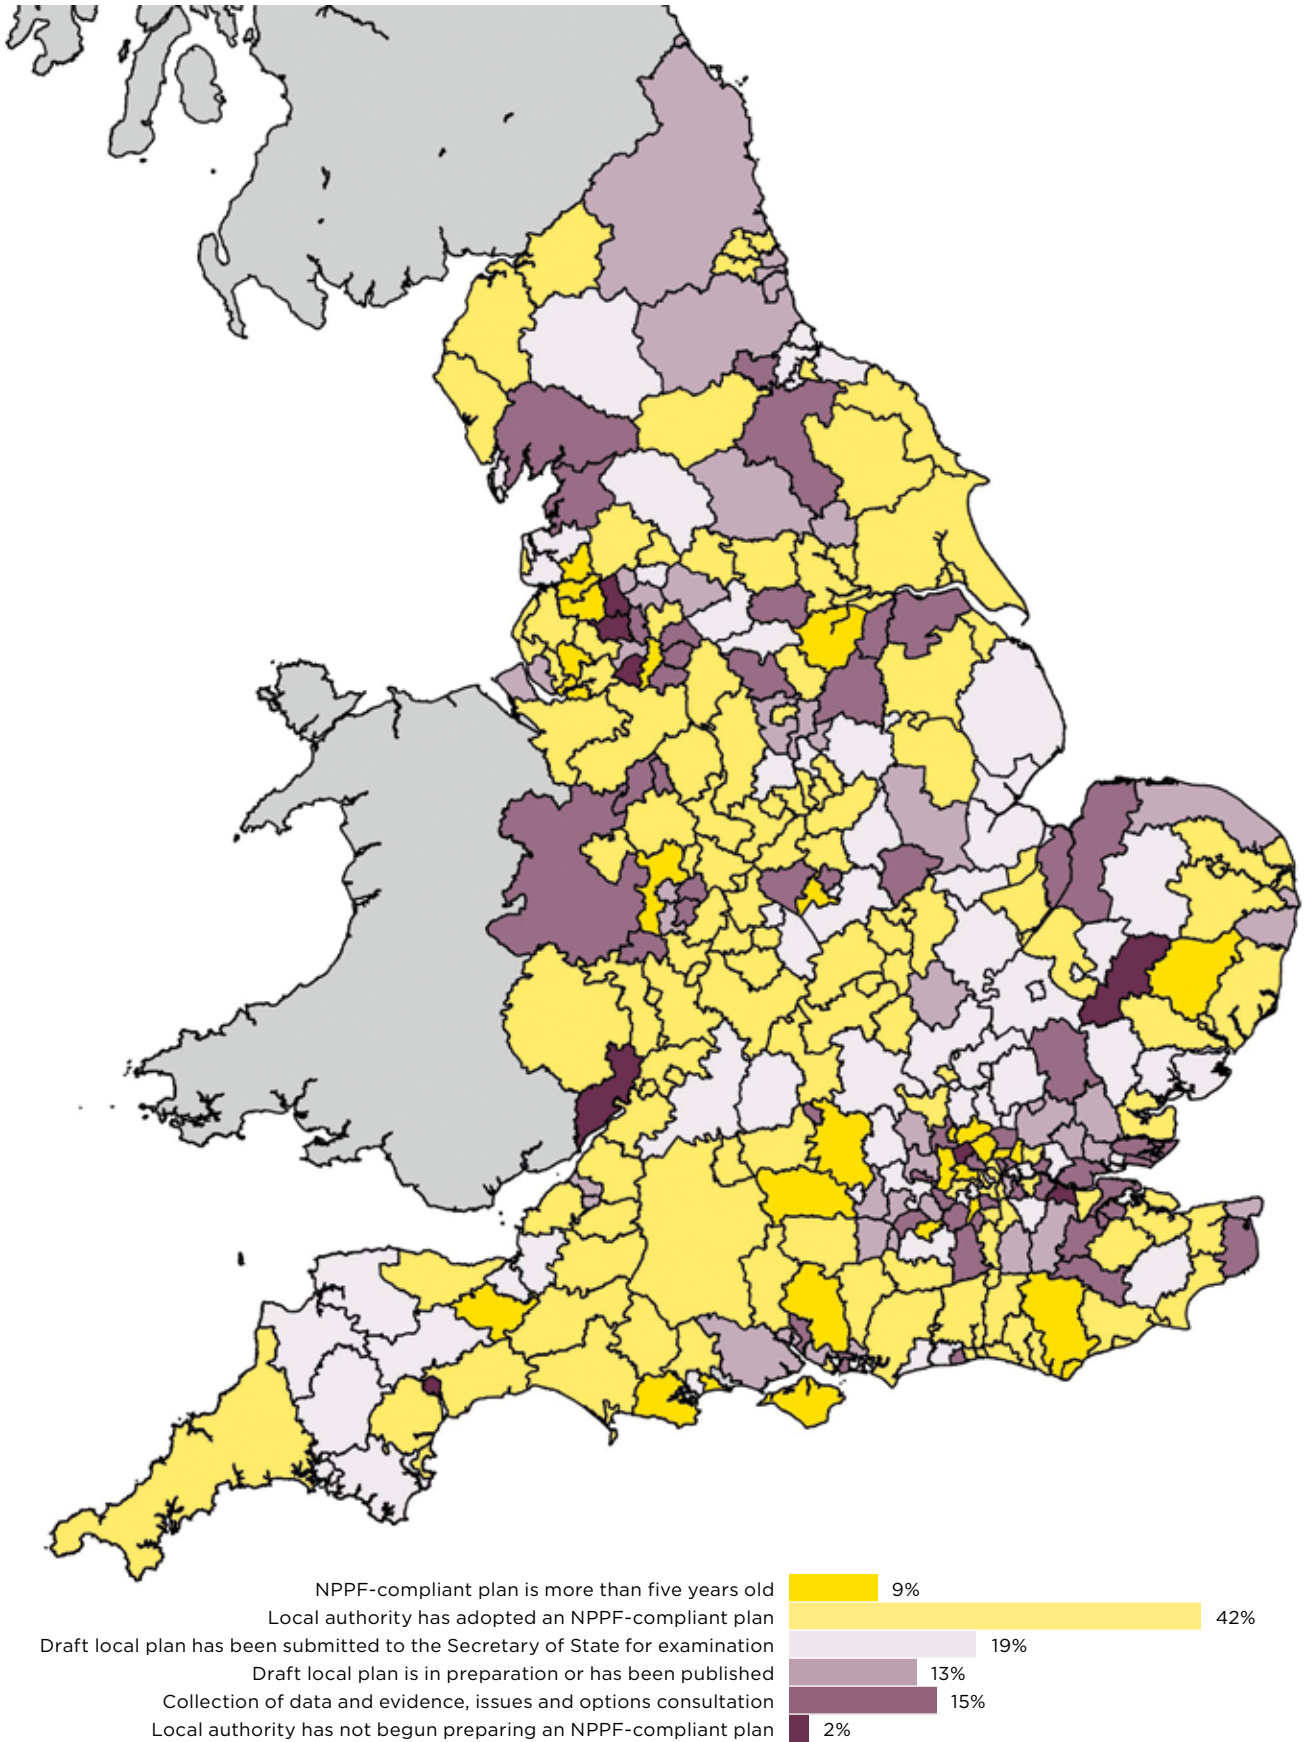 NPPF-compliant plan is more than five years old 9%
Local authority has adopted an NPPF-compliant plan 42%
Draft local plan has been submitted to the Secretary of State for examination 19%
Draft local plan is in preparation or has been published 13%
Collection of data and evidence, issues and options consultation 15%
Local authority has not begun preparing an NPPF-compliant plan 2%